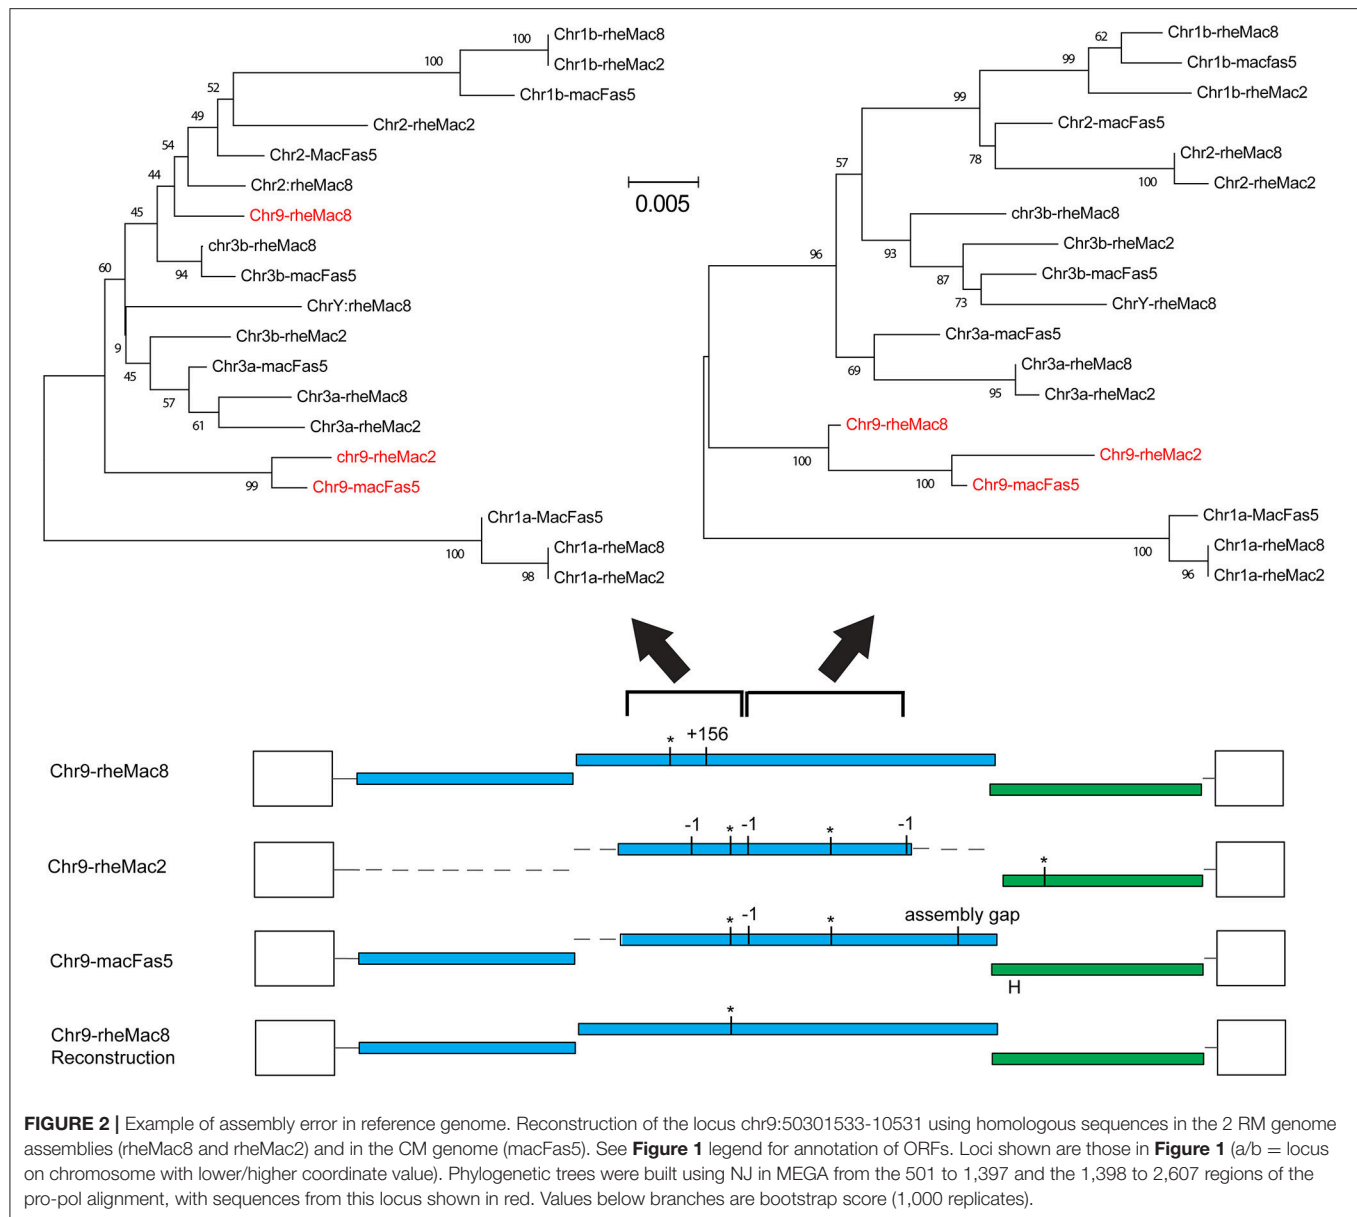 100
Chr1b-rheMac8
Chr1b-rheMac2
100
Chr1b-macFas5
52
Chr2-rheMac2
49
Chr2-MacFas5
54
Chr2:rheMac8
44
Chr9-rheMac8
45
chr3b-rheMac8
94
Chr3b-macFas5
60
ChrY:rheMac8
9
Chr3b-rheMac2
45
Chr3a-macFas5
57
Chr3a-rheMac8
61
Chr3a-rheMac2
chr9-rheMac2
99
Chr9-macFas5
Chr1a-MacFas5
100
Chr1a-rheMac8
98
Chr1a-rheMac2
0.005
62
Chr1b-rheMac8
99
Chr1b-macfas5
Chr1b-rheMac2
99
Chr2-macFas5
78
Chr2-rheMac8
100
Chr2-rheMac2
57
chr3b-rheMac8
93
Chr3b-rheMac2
96
87
Chr3b-macFas5
73
ChrY-rheMac8
Chr3a-macFas5
69
Chr3a-rheMac8
95
Chr3a-rheMac2
Chr9-rheMac8
100
Chr9-rheMac2
100
Chr9-macFas5
Chr1a-MacFas5
100
Chr1a-rheMac8
96
Chr1a-rheMac2
Chr9-rheMac8
* +156
Chr9-rheMac2
-1 * -1 * -1
*
Chr9-macFas5
* -1 * assembly gap
H
Chr9-rheMac8
Reconstruction
*
FIGURE 2 | Example of assembly error in reference genome. Reconstruction of the locus chr9:50301533-10531 using homologous sequences in the 2 RM genome
assemblies (rheMac8 and rheMac2) and in the CM genome (macFas5). See Figure 1 legend for annotation of ORFs. Loci shown are those in Figure 1 (a/b = locus
on chromosome with lower/higher coordinate value). Phylogenetic trees were built using NJ in MEGA from the 501 to 1,397 and the 1,398 to 2,607 regions of the
pro-pol alignment, with sequences from this locus shown in red. Values below branches are bootstrap score (1,000 replicates).